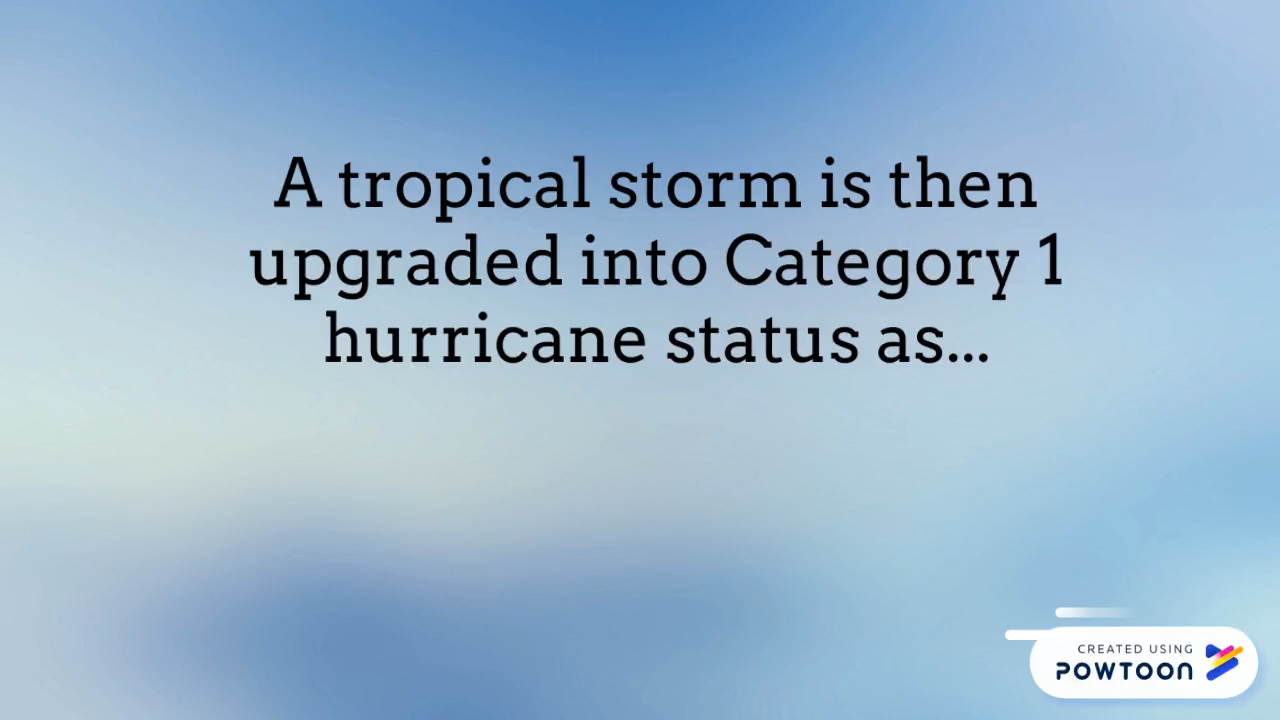 A tropical storm is then
upgraded into Category 1
hurricane status as...
CREATED USING
POWTOON